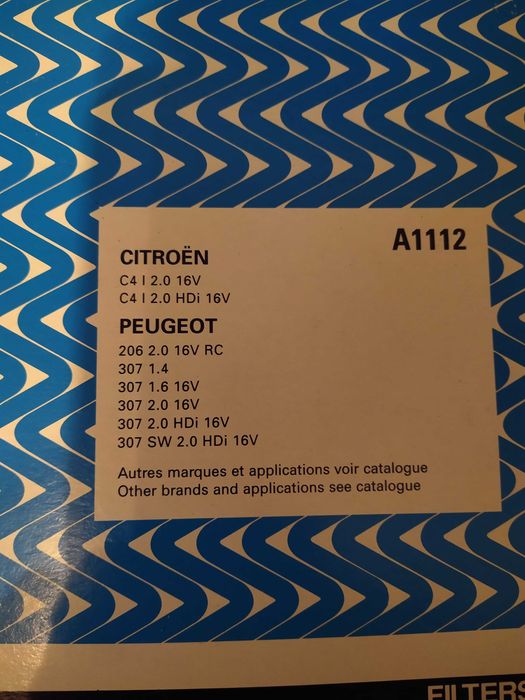 A1112
CITROËN
C4 I 2.0 16V
C4 I 2.0 HDi 16V
PEUGEOT
206 2.0 16V RC
307 1.4
307 1.6 16V
307 2.0 16V
307 2.0 HDi 16V
307 SW 2.0 HDi 16V
Autres marques et applications voir catalogue
Other brands and applications see catalogue
FILTERS